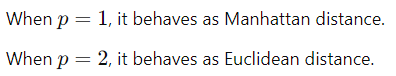 When p = 1, it behaves as Manhattan distance.
When p = 2, it behaves as Euclidean distance.